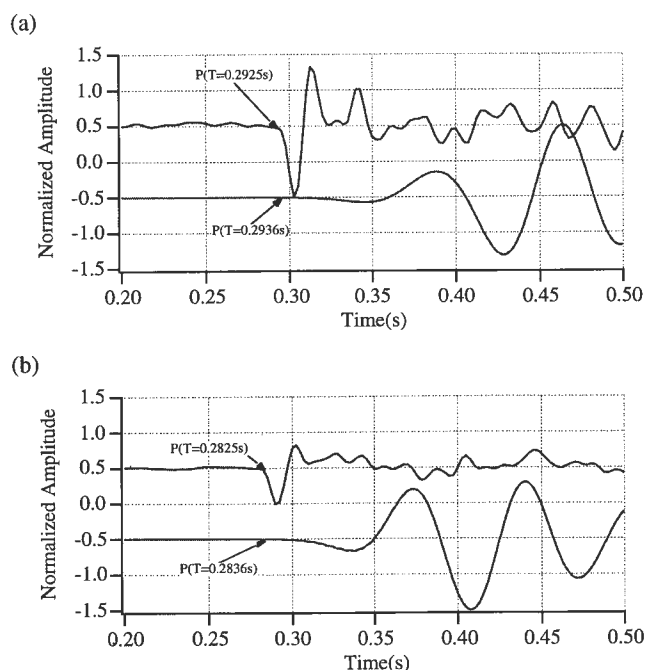 (a)
1.5
1.0
0.5
0.0
-0.5
-1.0
-1.5
Normalized Amplitude
P(T=0.2925s)
P(T=0.2936s)
0.20 0.25 0.30 0.35 0.40 0.45 0.50
Time(s)
(b)
1.5
1.0
0.5
0.0
-0.5
-1.0
-1.5
Normalized Amplitude
P(T=0.2825s)
P(T=0.2836s)
0.20 0.25 0.30 0.35 0.40 0.45 0.50
Time(s)